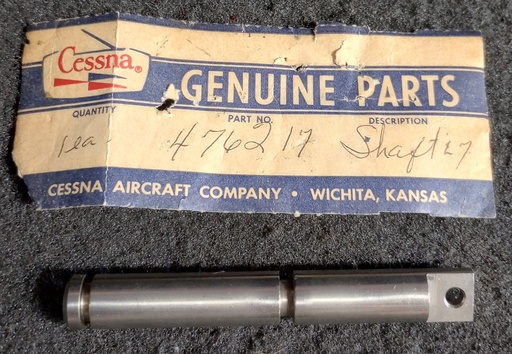 Cessna®
GENUINE PARTS
QUANTITY PART NO. DESCRIPTION
1ea 476217 Shaft
CESSNA AIRCRAFT COMPANY • WICHITA, KANSAS